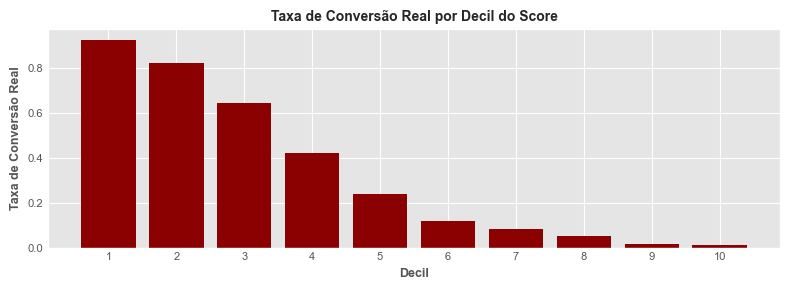 Taxa de Conversão Real por Decil do Score
Taxa de Conversão Real
0.8
0.6
0.4
0.2
0.0
1 2 3 4 5 6 7 8 9 10
Decil